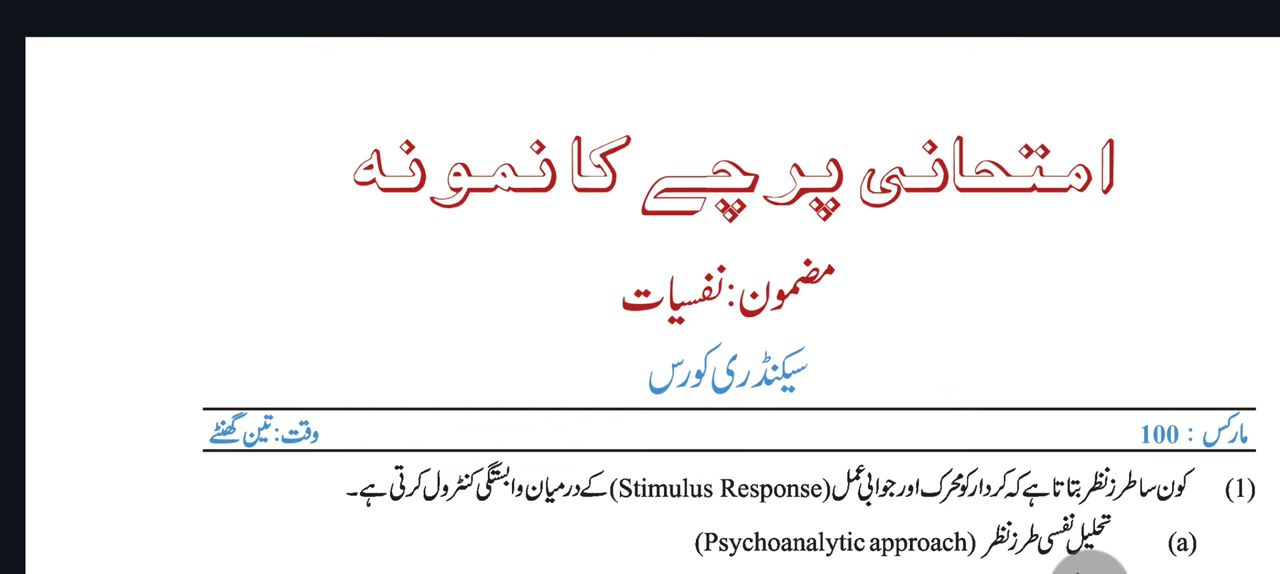 امتحانی پرچے کا نمونہ
مضمون: نفسیات
سیکنڈری کورس
مارکس : 100 وقت: تین گھنٹے
(1) کون سا طرز نظر بتاتا ہے کہ کردار کو محرک اور جوابی عمل (Stimulus Response) کے درمیان وابستگی کنٹرول کرتی ہے۔
(a) تحلیل نفسی طرز نظر (Psychoanalytic approach)